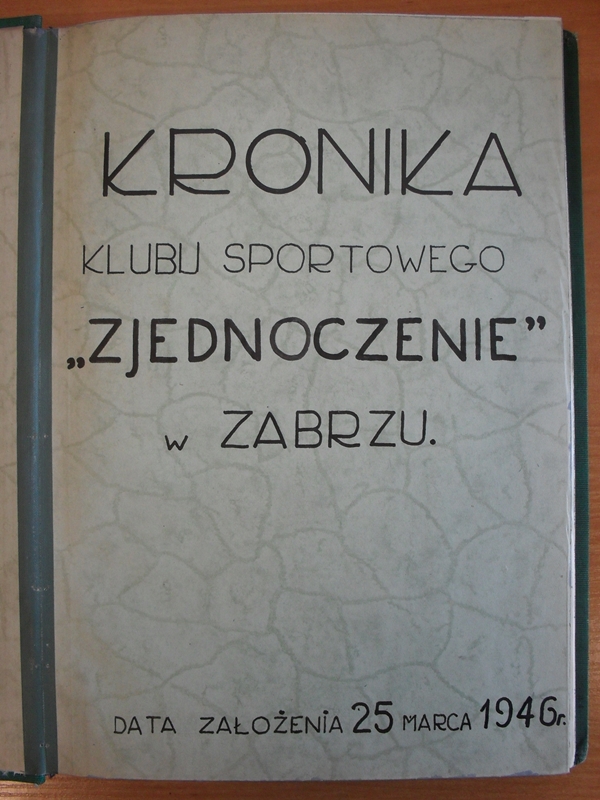 KRONIKA
KLUBU SPORTOWEGO
„ZJEDNOCZENIE”
w ZABRZU.
DATA ZAŁOŻENIA 25 MARCA 1946r.